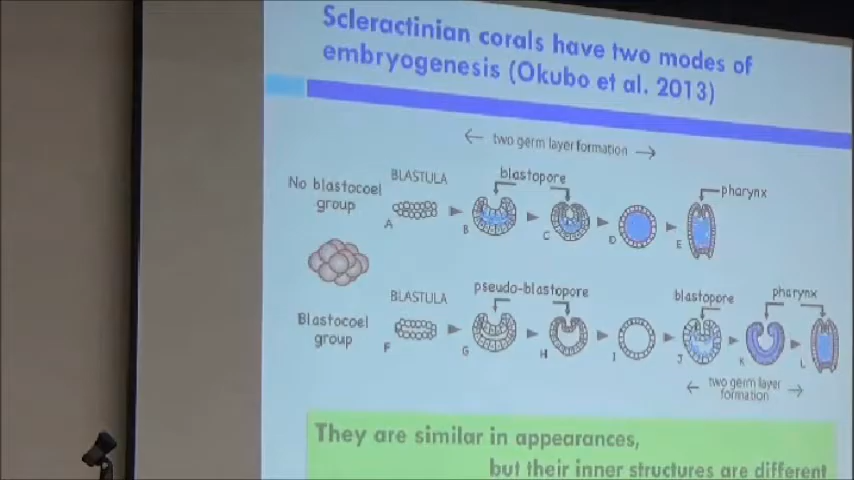 Scleractinian corals have two modes of
embryogenesis (Okubo et al. 2013)
← two germ layer formation →
No blastocoel
group
BLASTULA
blastopore
pharynx
A
B
C
D
E
Blastocoel
group
BLASTULA
pseudo-blastopore
blastopore
pharynx
F
G
H
I
J
K
L
← two germ layer →
formation
They are similar in appearances,
but their inner structures are different